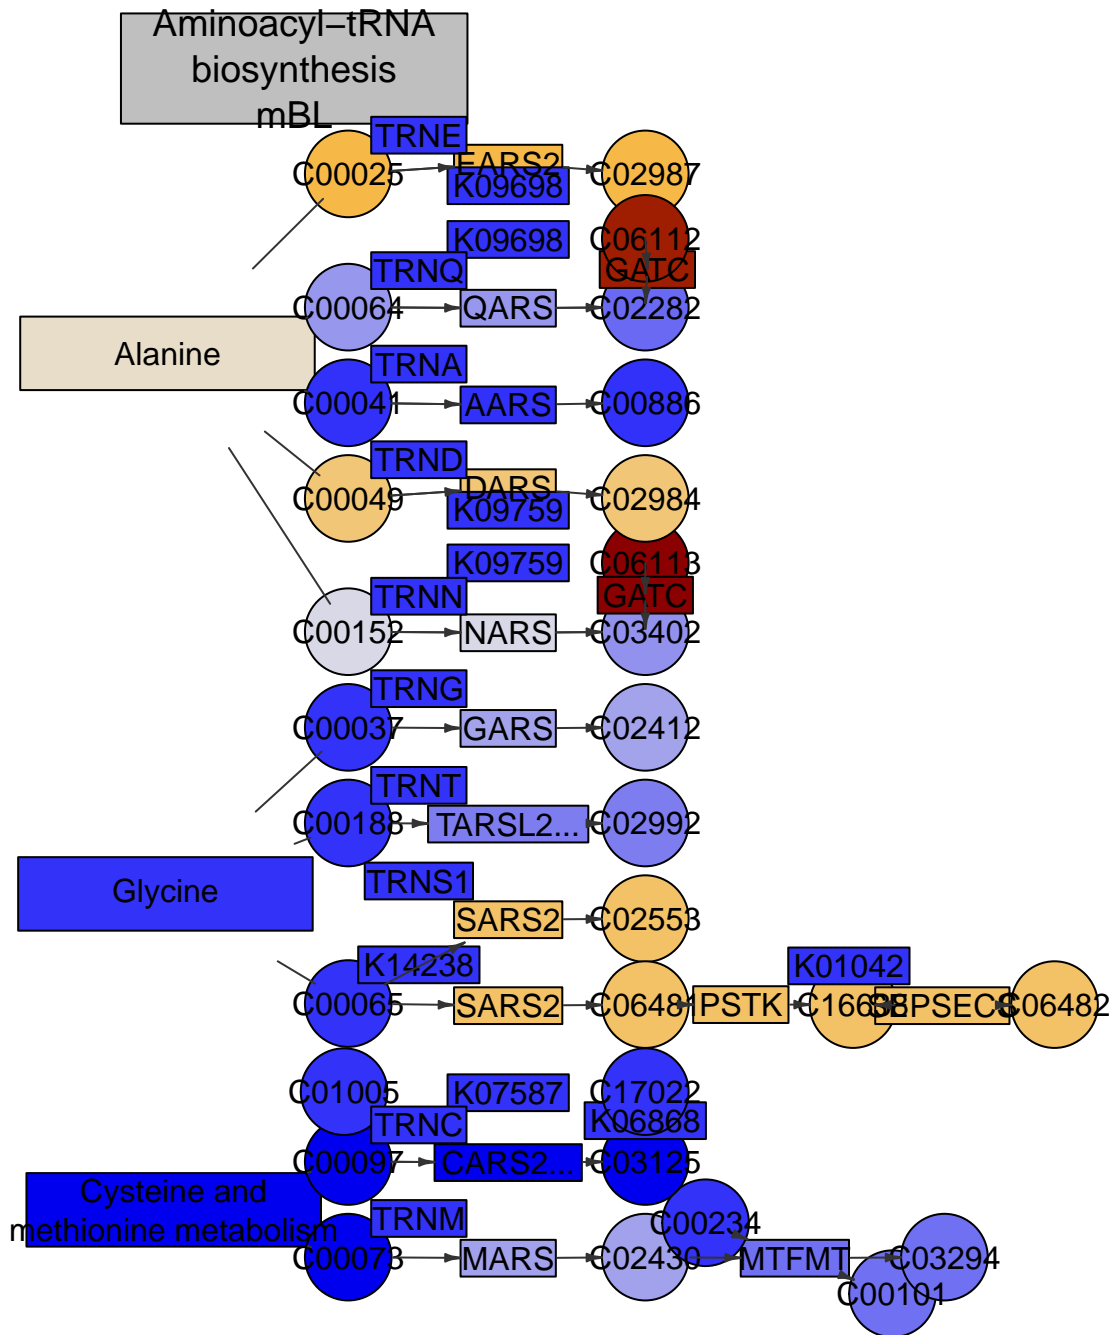 Aminoacyl−tRNA
biosynthesis
mBL
TRNE
C00025
EARS2
K09698
C02987
K09698
C06112
TRNQ
GATC
C00064
QARS
C02282
Alanine
TRNA
C00041
AARS
C00886
TRND
C00049
DARS
K09759
C02984
K09759
C06113
TRNN
GATC
C00152
NARS
C03402
TRNG
C00037
GARS
C02412
TRNT
C00188
TARSL2...
C02992
Glycine
TRNS1
SARS2
C02553
K14238
K01042
C00065
SARS2
C06481
PSTK
SEPSECS
C06482
C01005
K07587
C17022
TRNC
K06868
C00097
CARS2...
C03125
Cysteine and
methionine metabolism
TRNM
C00234
C00073
MARS
C02430
MTFMT
C03294
C00101